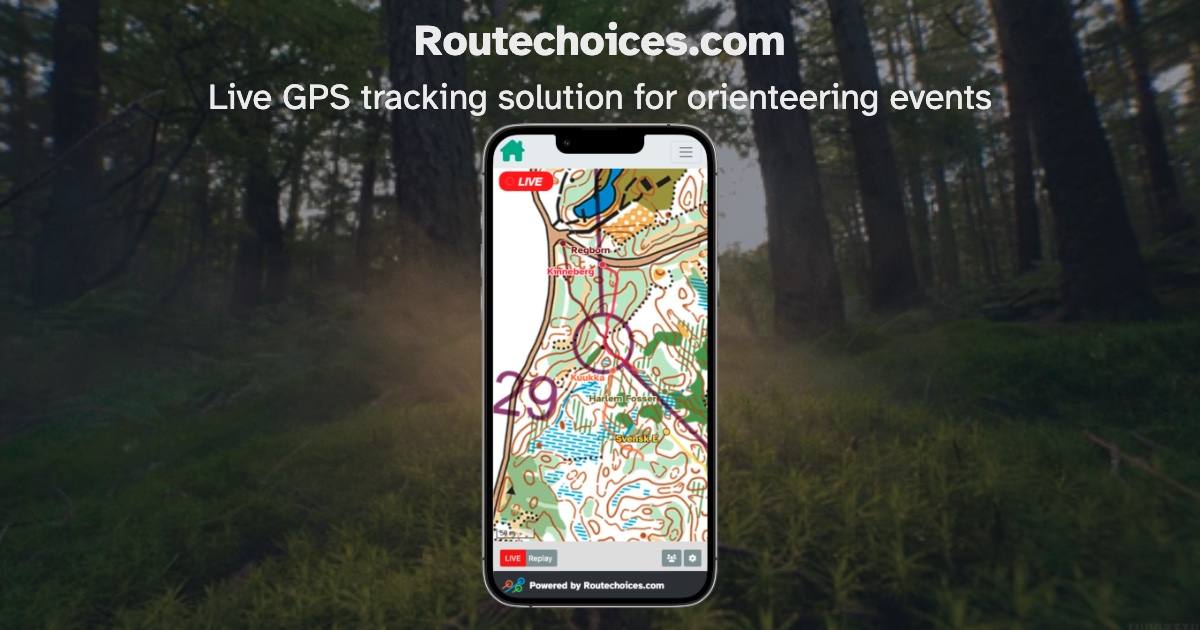 Routechoices.com
Live GPS tracking solution for orienteering events
LIVE
Regborn
Kinneberg
Kuukka
29
Harlem Fosser
Svensk E
50 m
LIVE Replay
Powered by Routechoices.com